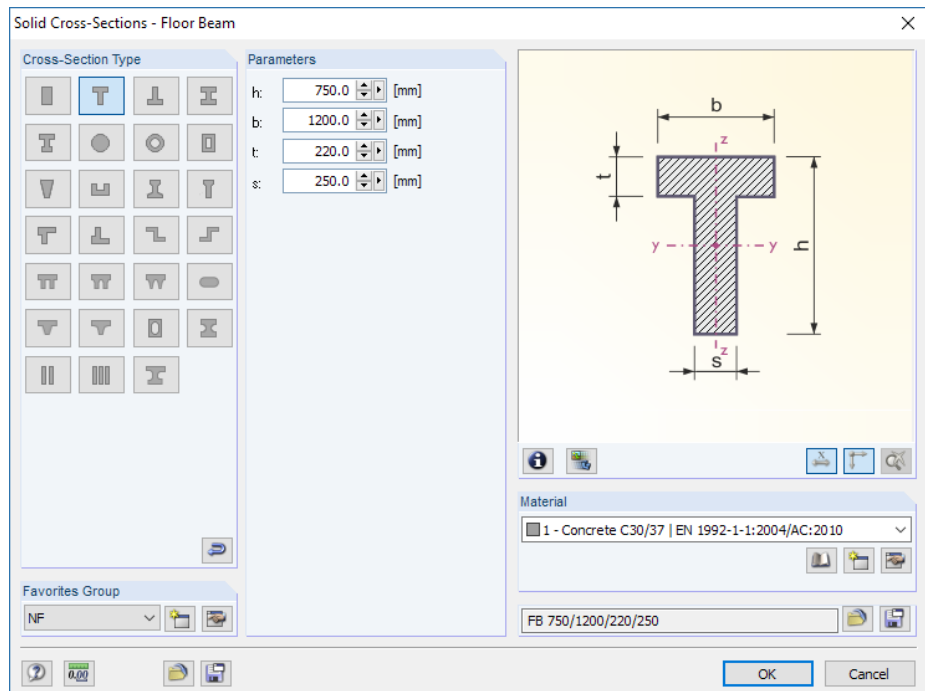 Solid Cross-Sections - Floor Beam
Cross-Section Type
Parameters
h: 750.0 [mm]
b: 1200.0 [mm]
t: 220.0 [mm]
s: 250.0 [mm]
b
z
t
y
y
h
z
s
x
Material
1 - Concrete C30/37 | EN 1992-1-1:2004/AC:2010
Favorites Group
NF
FB 750/1200/220/250
0.00
OK
Cancel